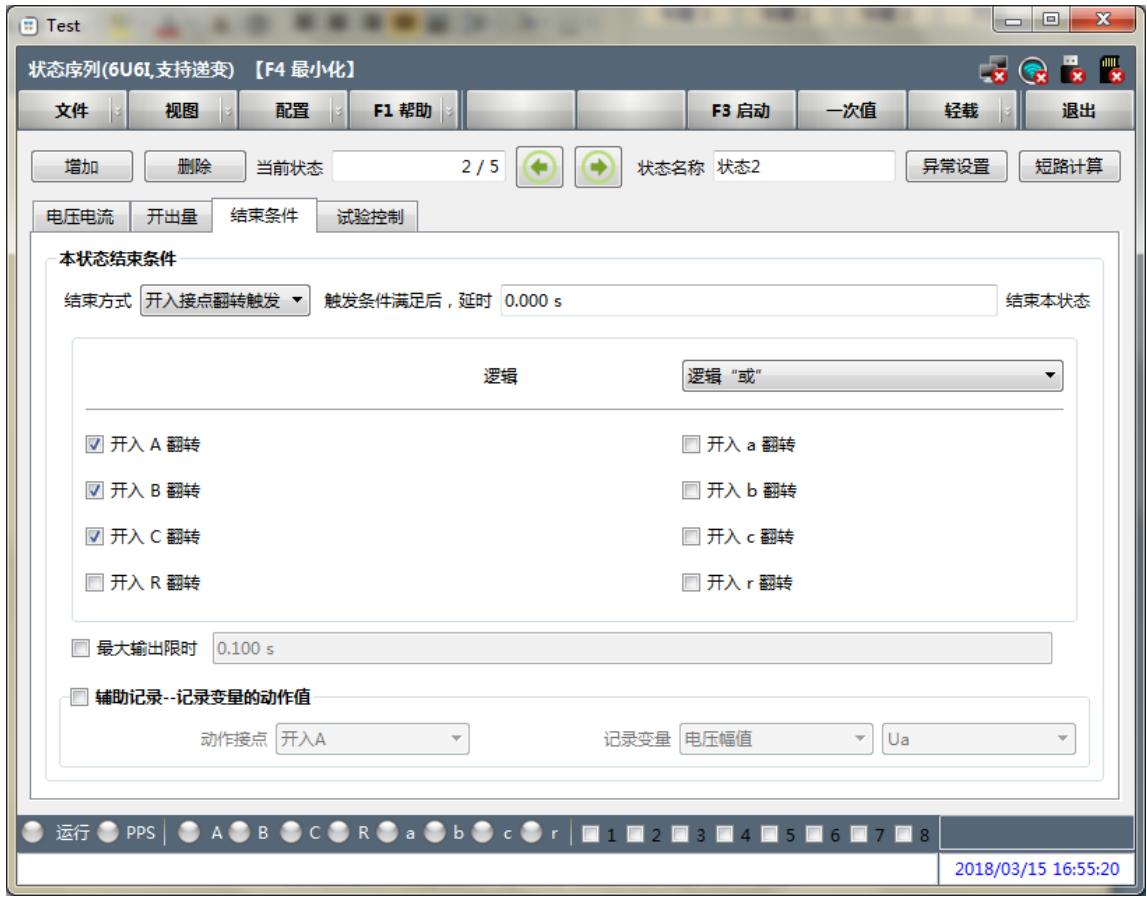 Test
状态序列(6U6I,支持递变) 【F4 最小化】
文件 视图 配置 F1 帮助 F3 启动 一次值 轻载 退出
增加 删除 当前状态 2 / 5 状态名称 状态2 异常设置 短路计算
电压电流 开出量 结束条件 试验控制
本状态结束条件
结束方式 开入接点翻转触发 触发条件满足后，延时 0.000 s 结束本状态
逻辑 逻辑 “或”
开入 A 翻转 开入 a 翻转
开入 B 翻转 开入 b 翻转
开入 C 翻转 开入 c 翻转
开入 R 翻转 开入 r 翻转
最大输出限时 0.100 s
辅助记录--记录变量的动作值
动作接点 开入A 记录变量 电压幅值 Ua
运行 PPS A B C R a b c r 1 2 3 4 5 6 7 8
2018/03/15 16:55:20